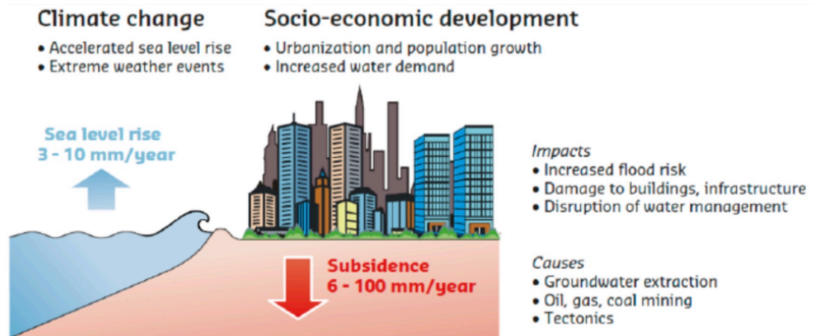 Climate change
• Accelerated sea level rise
• Extreme weather events
Socio-economic development
• Urbanization and population growth
• Increased water demand
Sea level rise
3 - 10 mm/year
Impacts
• Increased flood risk
• Damage to buildings, infrastructure
• Disruption of water management
Subsidence
6 - 100 mm/year
Causes
• Groundwater extraction
• Oil, gas, coal mining
• Tectonics